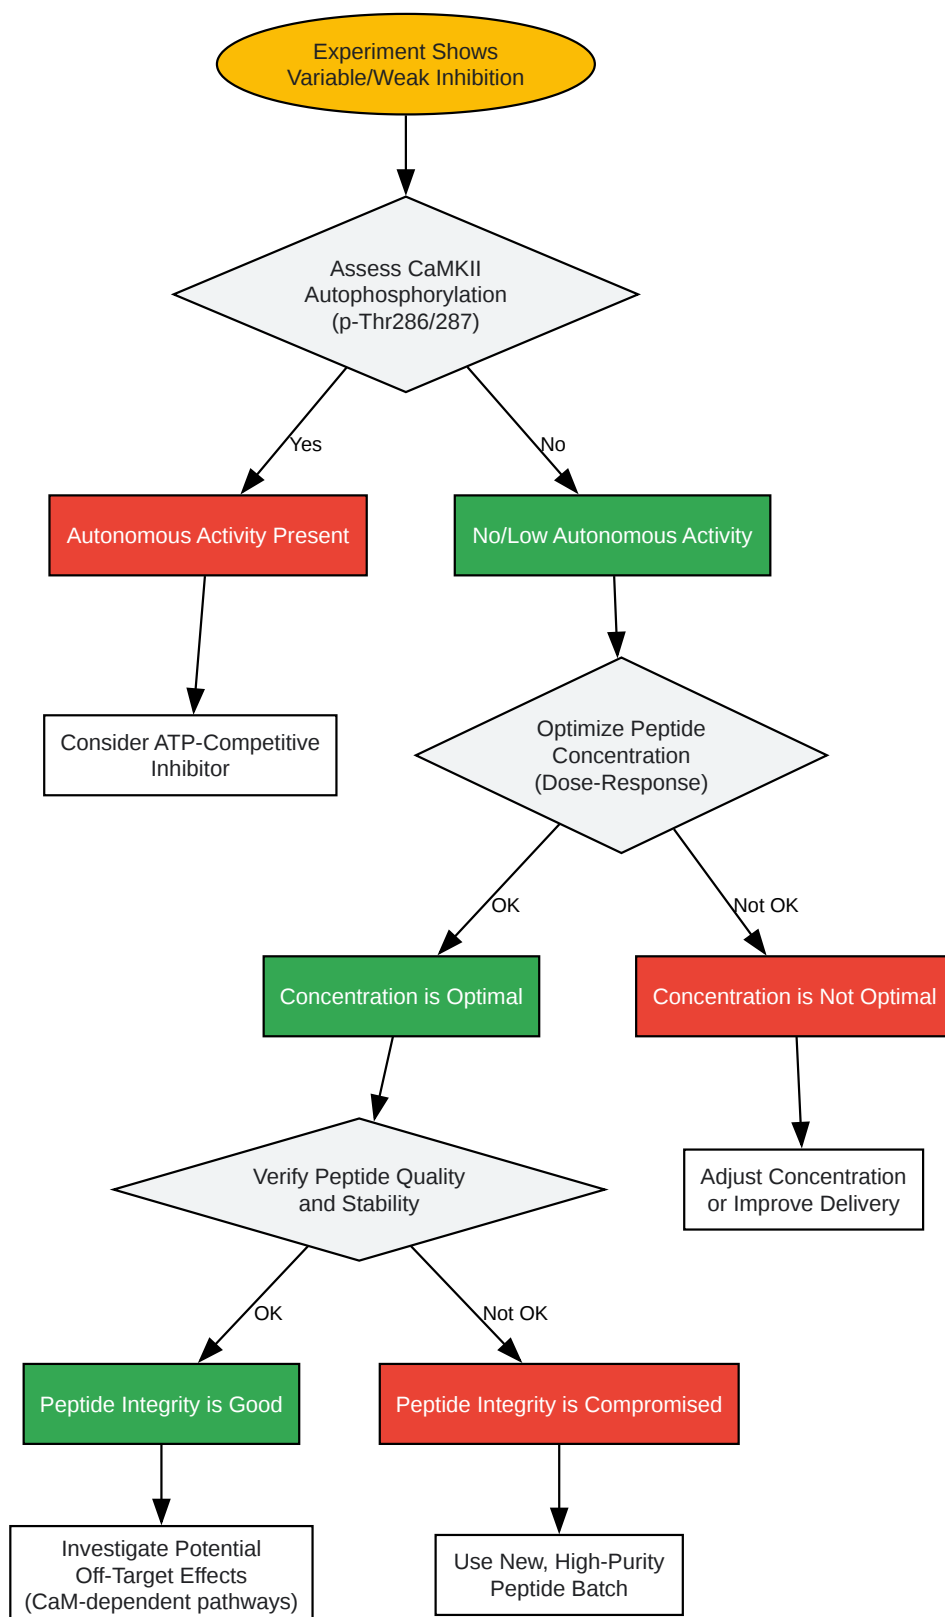 Experiment Shows
Variable/Weak Inhibition
Assess CaMKII
Autophosphorylation
(p-Thr286/287)
Yes
No
Autonomous Activity Present
No/Low Autonomous Activity
Consider ATP-Competitive
Inhibitor
Optimize Peptide
Concentration
(Dose-Response)
OK
Not OK
Concentration is Optimal
Concentration is Not Optimal
Verify Peptide Quality
and Stability
Adjust Concentration
or Improve Delivery
OK
Not OK
Peptide Integrity is Good
Peptide Integrity is Compromised
Investigate Potential
Off-Target Effects
(CaM-dependent pathways)
Use New, High-Purity
Peptide Batch